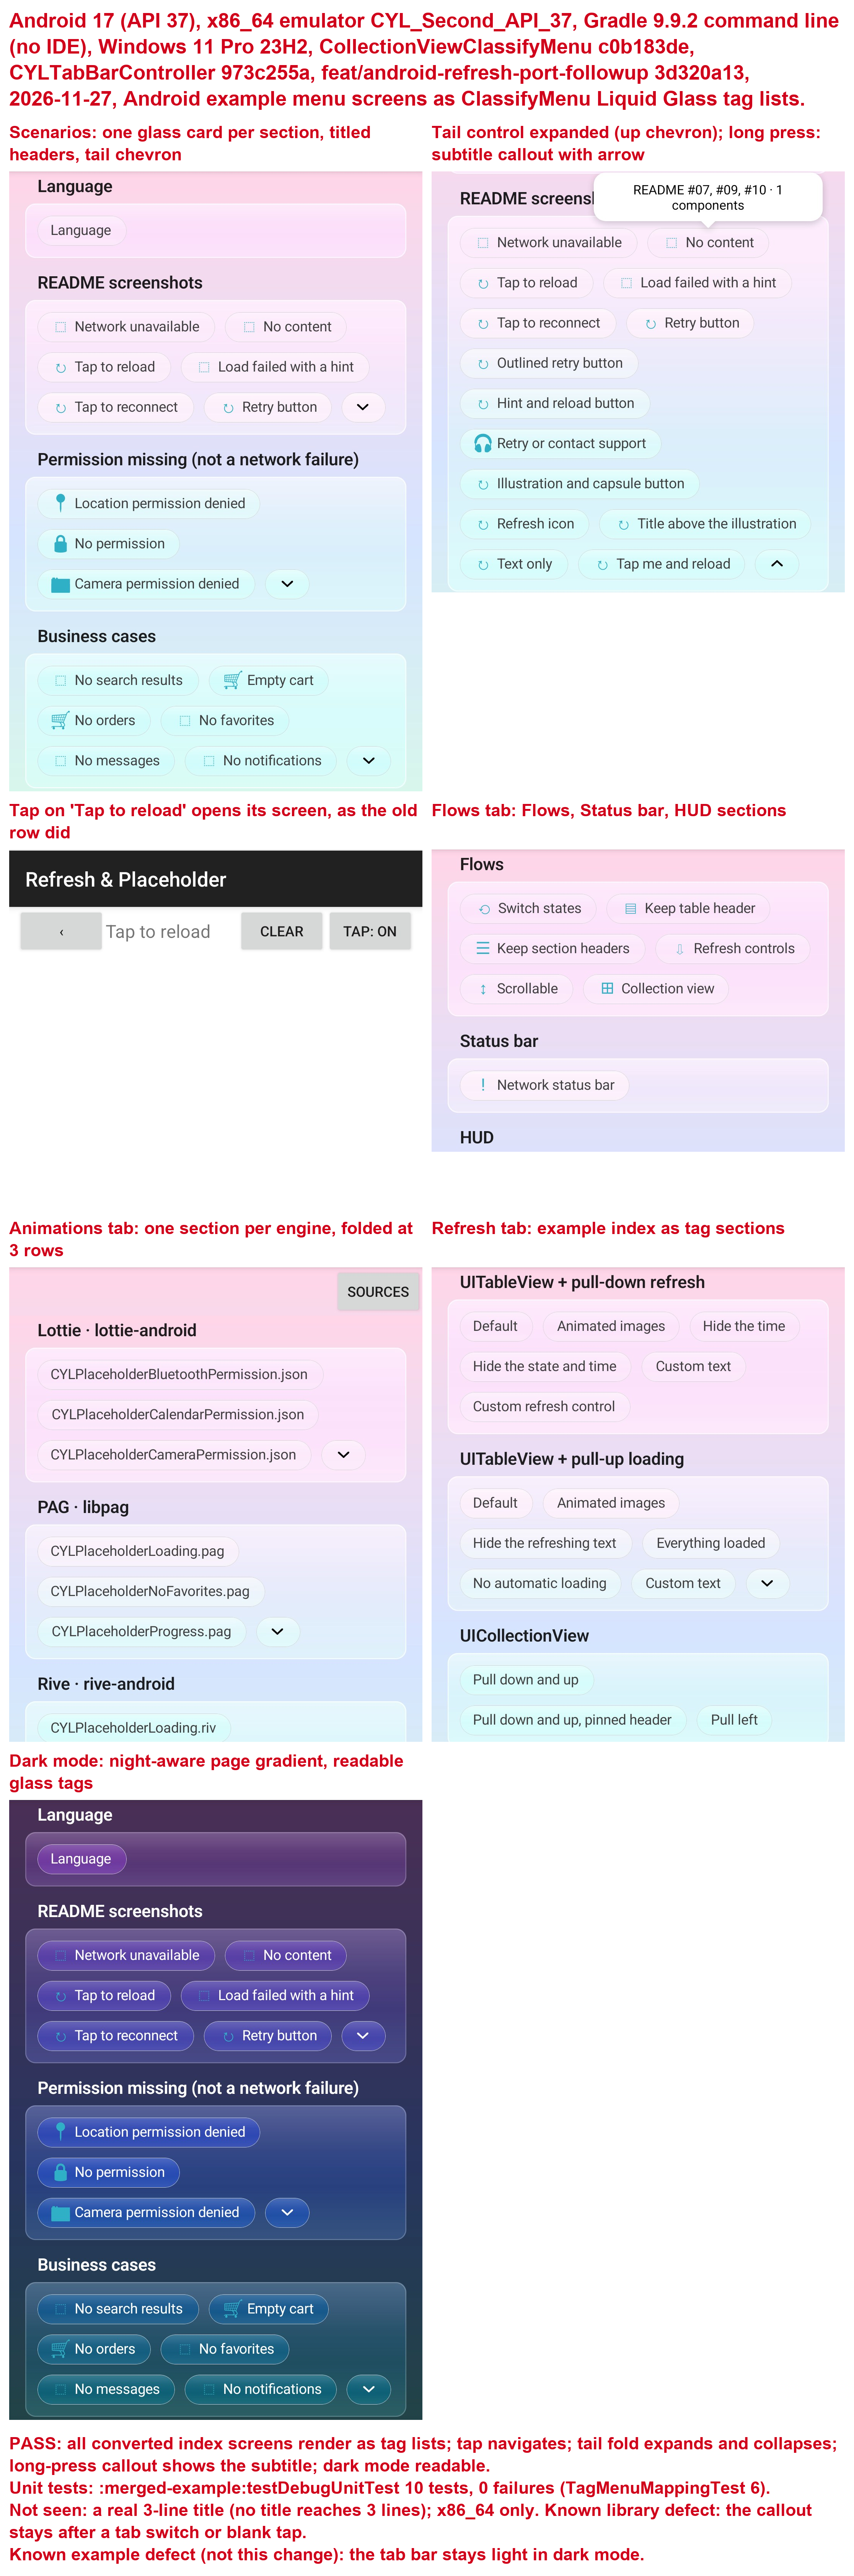 Android 17 (API 37), x86_64 emulator CYL_Second_API_37, Gradle 9.9.2 command line
(no IDE), Windows 11 Pro 23H2, CollectionViewClassifyMenu c0b183de,
CYLTabBarController 973c255a, feat/android-refresh-port-followup 3d320a13,
2026-11-27, Android example menu screens as ClassifyMenu Liquid Glass tag lists.
Scenarios: one glass card per section, titled
headers, tail chevron
Language
Language
README screenshots
Network unavailable
No content
Tap to reload
Load failed with a hint
Tap to reconnect
Retry button
Permission missing (not a network failure)
Location permission denied
No permission
Camera permission denied
Business cases
No search results
Empty cart
No orders
No favorites
No messages
No notifications
Tail control expanded (up chevron); long press:
subtitle callout with arrow
README #07, #09, #10 · 1
components
README screensl
Network unavailable
No content
Tap to reload
Load failed with a hint
Tap to reconnect
Retry button
Outlined retry button
Hint and reload button
Retry or contact support
Illustration and capsule button
Refresh icon
Title above the illustration
Text only
Tap me and reload
Tap on 'Tap to reload' opens its screen, as the old
row did
Refresh & Placeholder
‹
Tap to reload
CLEAR
TAP: ON
Flows tab: Flows, Status bar, HUD sections
Flows
Switch states
Keep table header
Keep section headers
Refresh controls
Scrollable
Collection view
Status bar
Network status bar
HUD
Animations tab: one section per engine, folded at
3 rows
SOURCES
Lottie · lottie-android
CYLPlaceholderBluetoothPermission.json
CYLPlaceholderCalendarPermission.json
CYLPlaceholderCameraPermission.json
PAG · libpag
CYLPlaceholderLoading.pag
CYLPlaceholderNoFavorites.pag
CYLPlaceholderProgress.pag
Rive · rive-android
CYLPlaceholderLoading.riv
Refresh tab: example index as tag sections
UITableView + pull-down refresh
Default
Animated images
Hide the time
Hide the state and time
Custom text
Custom refresh control
UITableView + pull-up loading
Default
Animated images
Hide the refreshing text
Everything loaded
No automatic loading
Custom text
UICollectionView
Pull down and up
Pull down and up, pinned header
Pull left
Dark mode: night-aware page gradient, readable
glass tags
Language
Language
README screenshots
Network unavailable
No content
Tap to reload
Load failed with a hint
Tap to reconnect
Retry button
Permission missing (not a network failure)
Location permission denied
No permission
Camera permission denied
Business cases
No search results
Empty cart
No orders
No favorites
No messages
No notifications
PASS: all converted index screens render as tag lists; tap navigates; tail fold expands and collapses;
long-press callout shows the subtitle; dark mode readable.
Unit tests: :merged-example:testDebugUnitTest 10 tests, 0 failures (TagMenuMappingTest 6).
Not seen: a real 3-line title (no title reaches 3 lines); x86_64 only. Known library defect: the callout
stays after a tab switch or blank tap.
Known example defect (not this change): the tab bar stays light in dark mode.